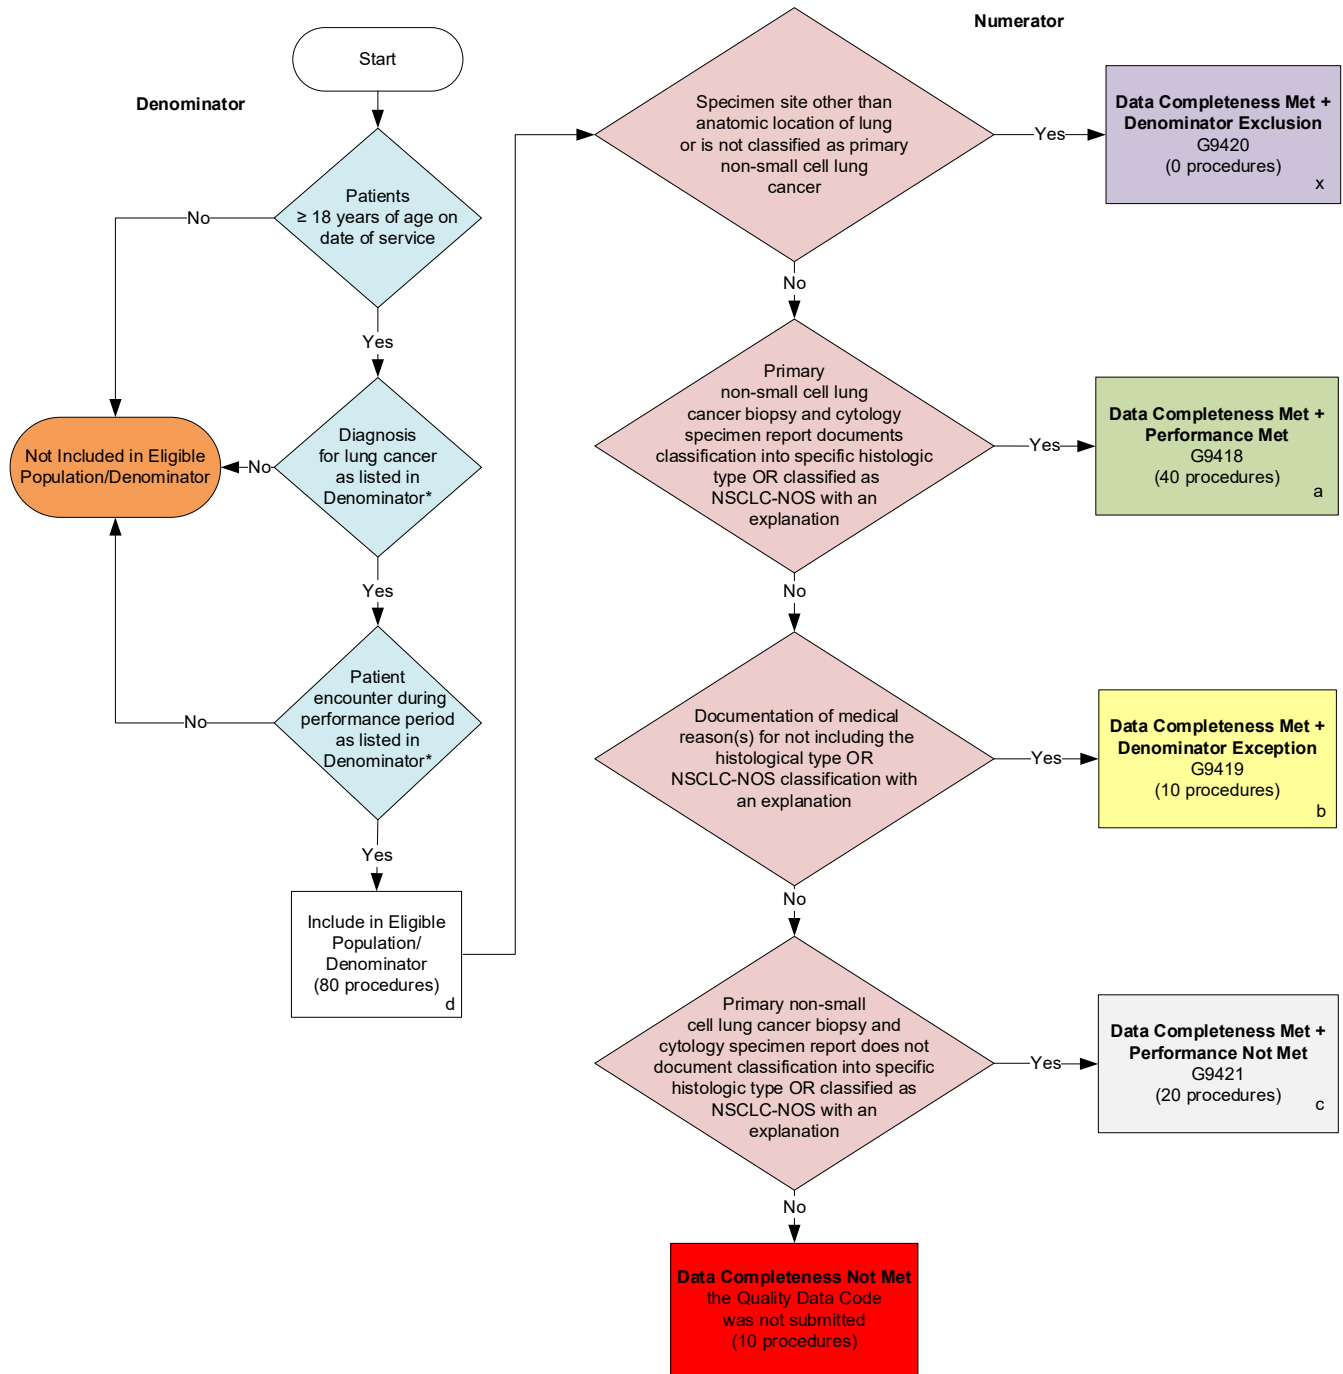 Numerator
Start
Denominator
Patients
≥ 18 years of age on
date of service
No
Yes
Diagnosis
for lung cancer
as listed in
Denominator*
No
Not Included in Eligible
Population/Denominator
Yes
Patient
encounter during
performance period
as listed in
Denominator*
No
Yes
Include in Eligible
Population/
Denominator
(80 procedures)
d
Specimen site other than
anatomic location of lung
or is not classified as primary
non-small cell lung
cancer
Yes
Data Completeness Met +
Denominator Exclusion
G9420
(0 procedures)
x
No
Primary
non-small cell lung
cancer biopsy and cytology
specimen report documents
classification into specific histologic
type OR classified as
NSCLC-NOS with an
explanation
Yes
Data Completeness Met +
Performance Met
G9418
(40 procedures)
a
No
Documentation of medical
reason(s) for not including the
histological type OR
NSCLC-NOS classification with
an explanation
Yes
Data Completeness Met +
Denominator Exception
G9419
(10 procedures)
b
No
Primary non-small
cell lung cancer biopsy and
cytology specimen report does not
document classification into specific
histologic type OR classified as
NSCLC-NOS with an
explanation
Yes
Data Completeness Met +
Performance Not Met
G9421
(20 procedures)
c
No
Data Completeness Not Met
the Quality Data Code
was not submitted
(10 procedures)